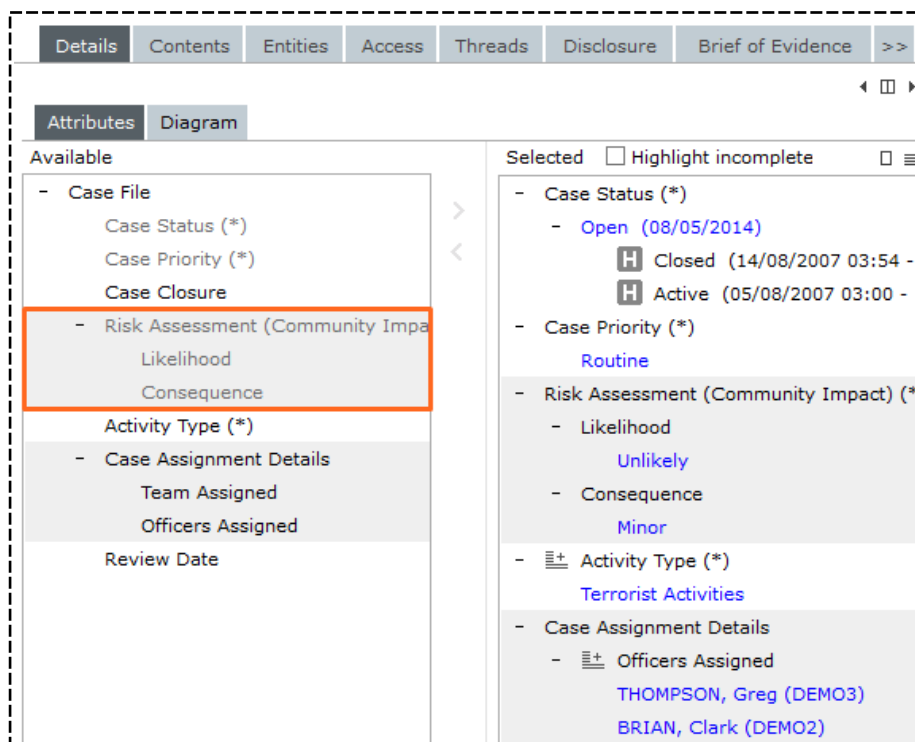 Details Contents Entities Access Threads Disclosure Brief of Evidence >>
Attributes Diagram
Available
- Case File
Case Status (*)
Case Priority (*)
Case Closure
- Risk Assessment (Community Impa
Likelihood
Consequence
Activity Type (*)
- Case Assignment Details
Team Assigned
Officers Assigned
Review Date
Selected Highlight incomplete
- Case Status (*)
- Open (08/05/2014)
H Closed (14/08/2007 03:54 -
H Active (05/08/2007 03:00 -
- Case Priority (*)
Routine
- Risk Assessment (Community Impact) (*
- Likelihood
Unlikely
- Consequence
Minor
- Activity Type (*)
Terrorist Activities
- Case Assignment Details
- Officers Assigned
THOMPSON, Greg (DEMO3)
BRIAN, Clark (DEMO2)